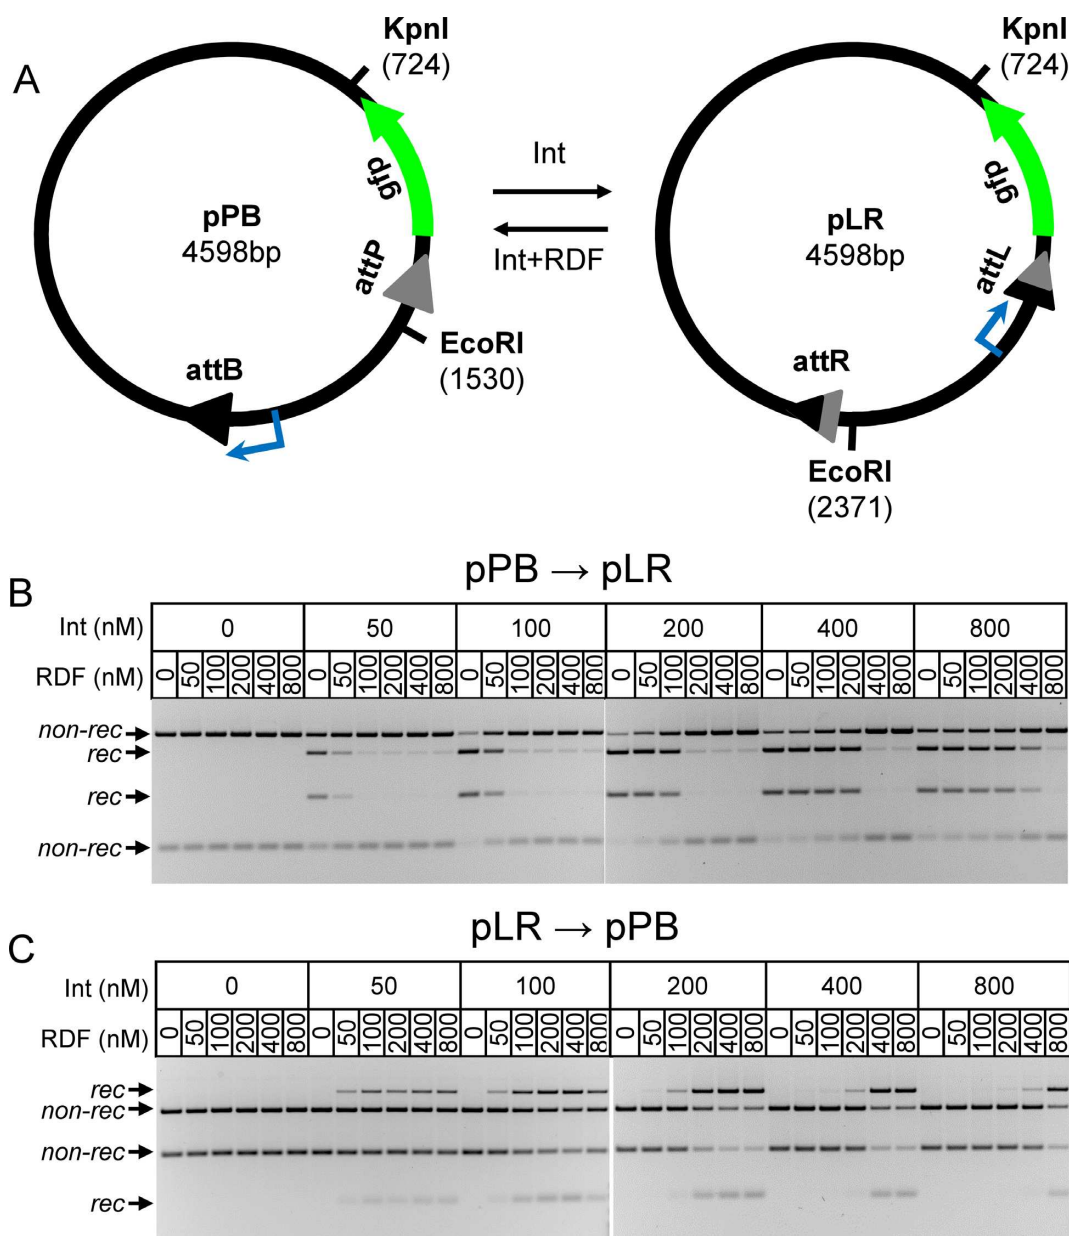 A
KpnI
(724)
gfp
pPB
4598bp
attP
EcoRI
(1530)
attB
Int
Int+RDF
KpnI
(724)
gfp
pLR
4598bp
attL
attR
EcoRI
(2371)
B
pPB → pLR
Int (nM) 0 50 100 200 400 800
RDF (nM) 0 50 100 200 400 800 0 50 100 200 400 800 0 50 100 200 400 800 0 50 100 200 400 800 0 50 100 200 400 800 0 50 100 200 400 800
non-rec
rec
rec
non-rec
C
pLR → pPB
Int (nM) 0 50 100 200 400 800
RDF (nM) 0 50 100 200 400 800 0 50 100 200 400 800 0 50 100 200 400 800 0 50 100 200 400 800 0 50 100 200 400 800 0 50 100 200 400 800
rec
non-rec
non-rec
rec